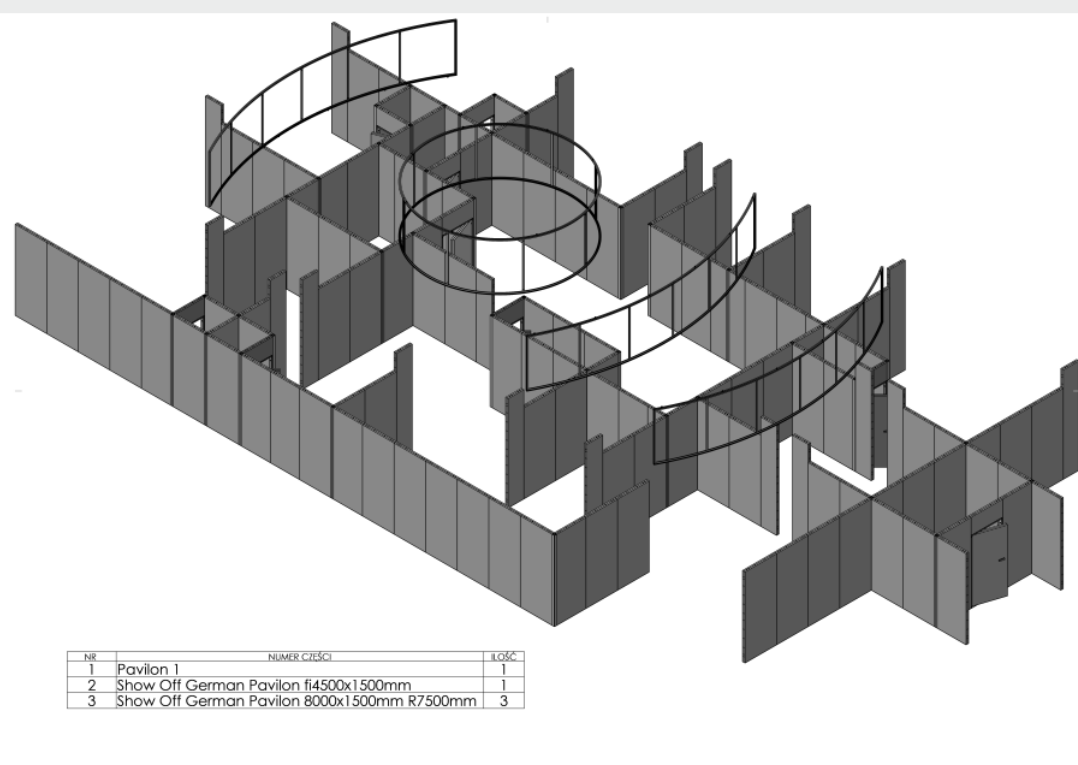 NR NUMER CZĘŚCI ILOŚĆ
1 Pavilon 1 1
2 Show Off German Pavilon fi4500x1500mm 1
3 Show Off German Pavilon 8000x1500mm R7500mm 3